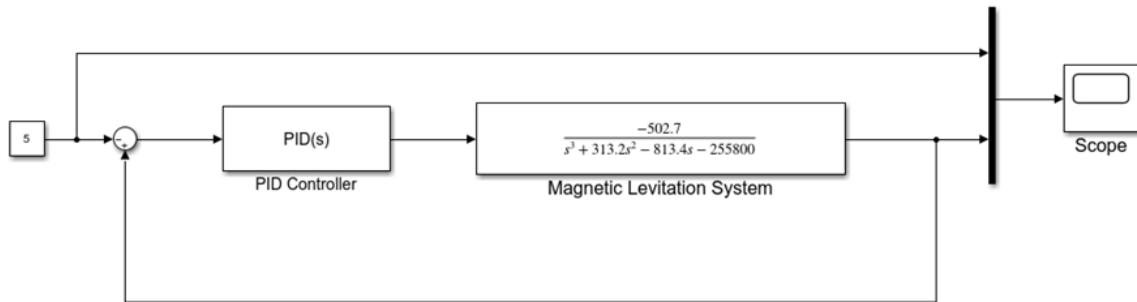 5
PID(s)
PID Controller
-502.7
s³ + 313.2s² − 813.4s − 255800
Magnetic Levitation System
Scope